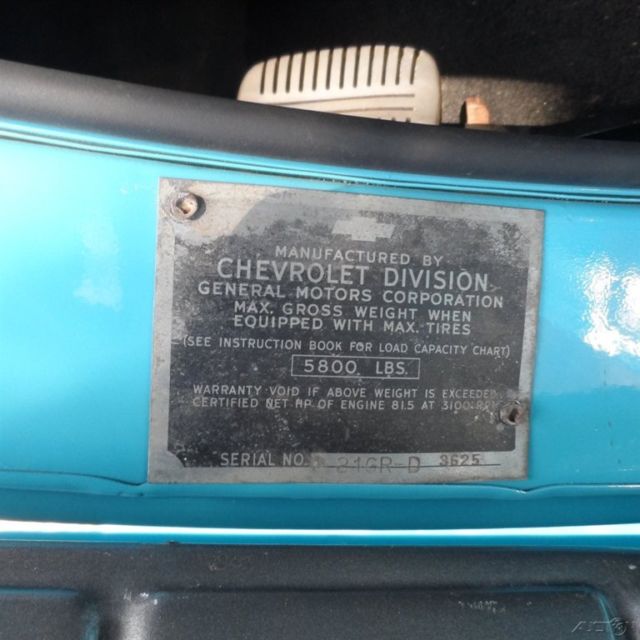 MANUFACTURED BY
CHEVROLET DIVISION
GENERAL MOTORS CORPORATION
MAX. GROSS WEIGHT WHEN
EQUIPPED WITH MAX. TIRES
(SEE INSTRUCTION BOOK FOR LOAD CAPACITY CHART)
5800 LBS.
WARRANTY VOID IF ABOVE WEIGHT IS EXCEEDED
CERTIFIED NET HP OF ENGINE 81.5 AT 3100 RPM
SERIAL NO. 21GR-D 3625